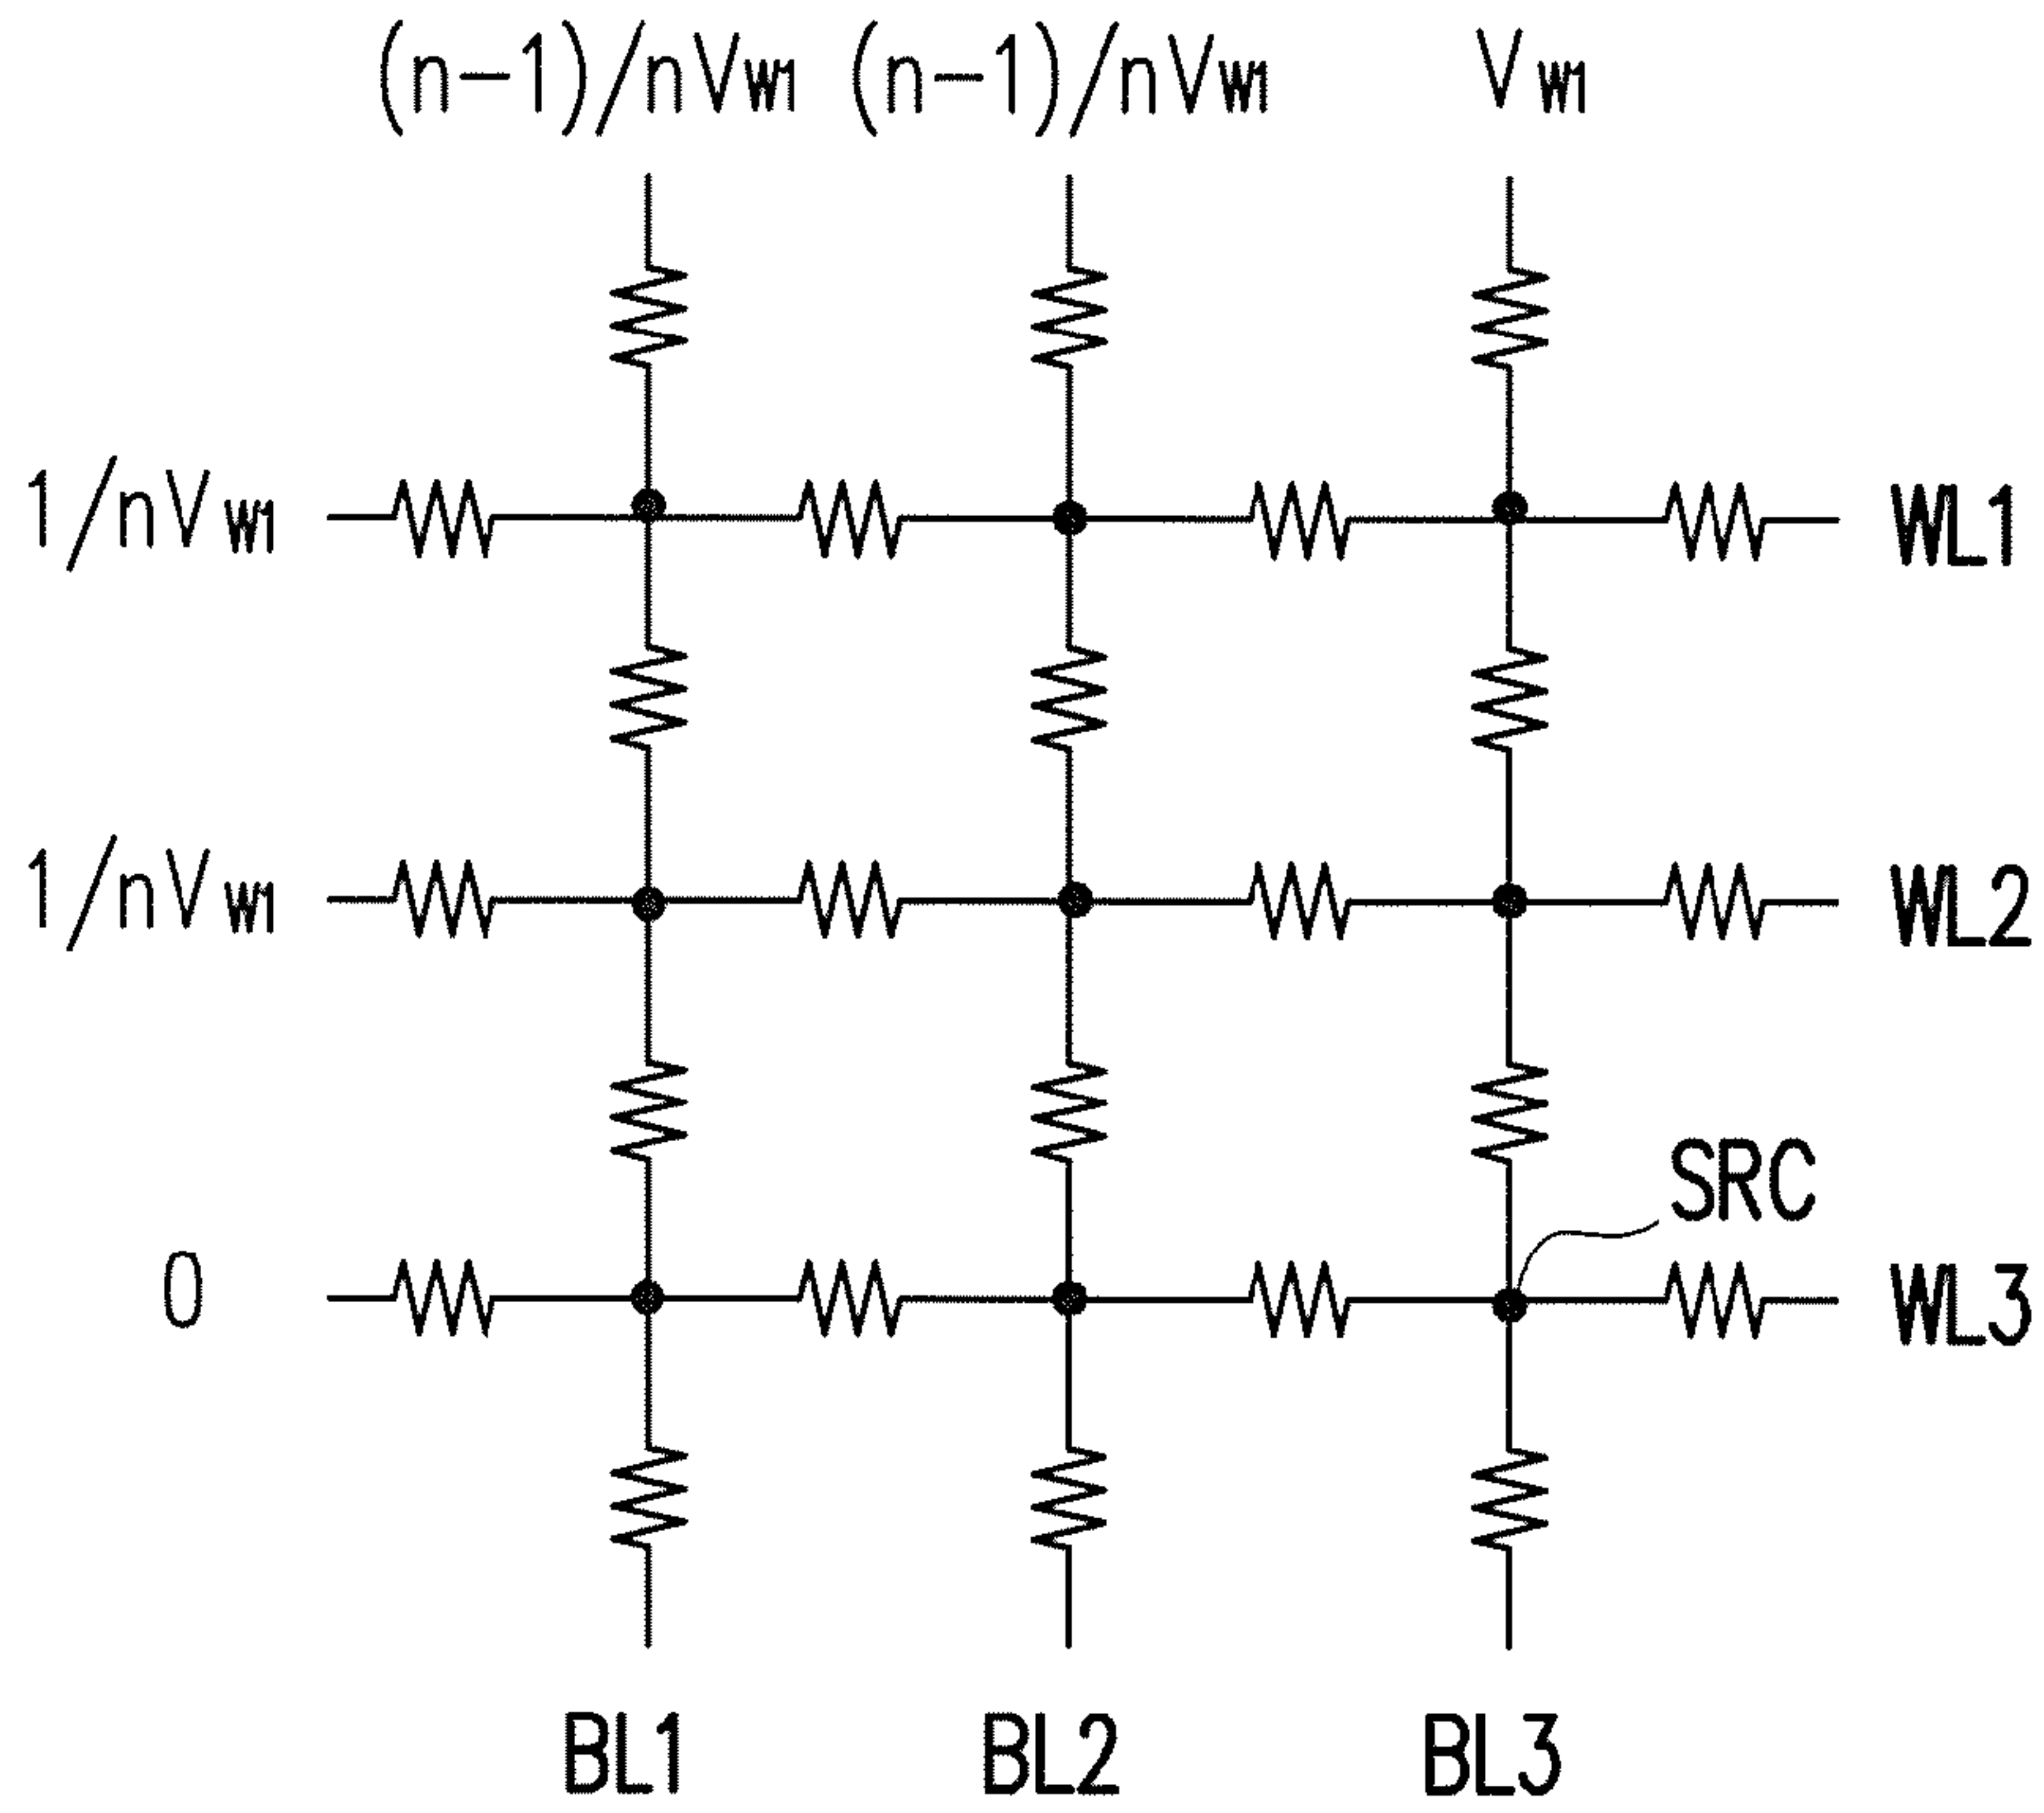 (n-1)/nVW1 (n-1)/nVW1 VW1
1/nVW1 WL1
1/nVW1 WL2
SRC
0 WL3
BL1 BL2 BL3